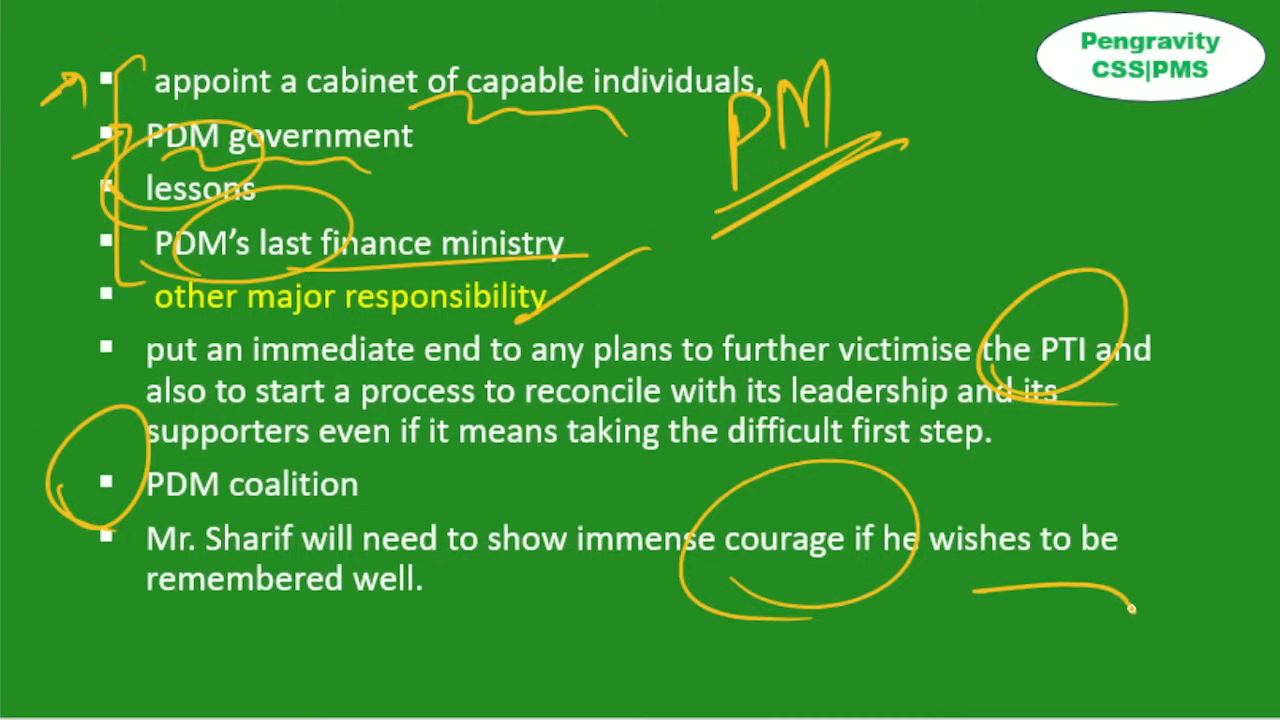 Pengravity
CSS|PMS
appoint a cabinet of capable individuals,
PM
PDM government
lessons
PDM's last finance ministry
other major responsibility
put an immediate end to any plans to further victimise the PTI and
also to start a process to reconcile with its leadership and its
supporters even if it means taking the difficult first step.
PDM coalition
Mr. Sharif will need to show immense courage if he wishes to be
remembered well.